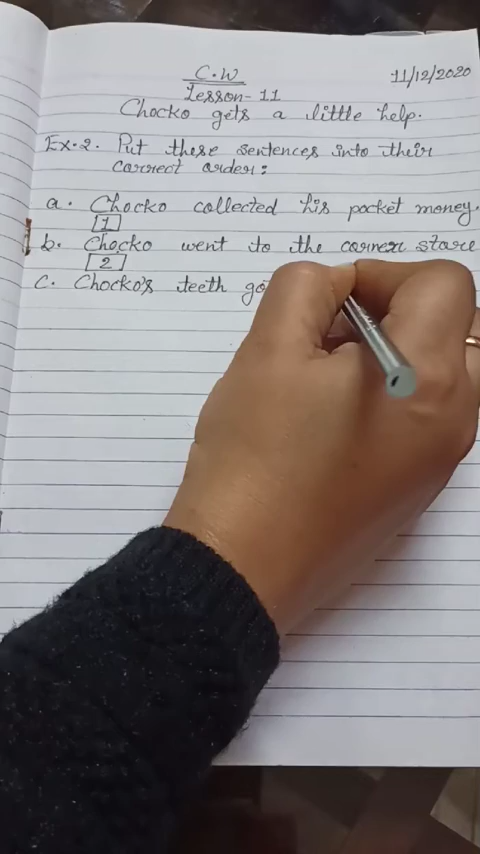 C.W
11/12/2020
Lesson-11
Chocko gets a little help.
Ex.2. Put these sentences into their
correct order:
a. Chocko collected his pocket money.
1
b. Chocko went to the corner store
2
c. Chocko's teeth